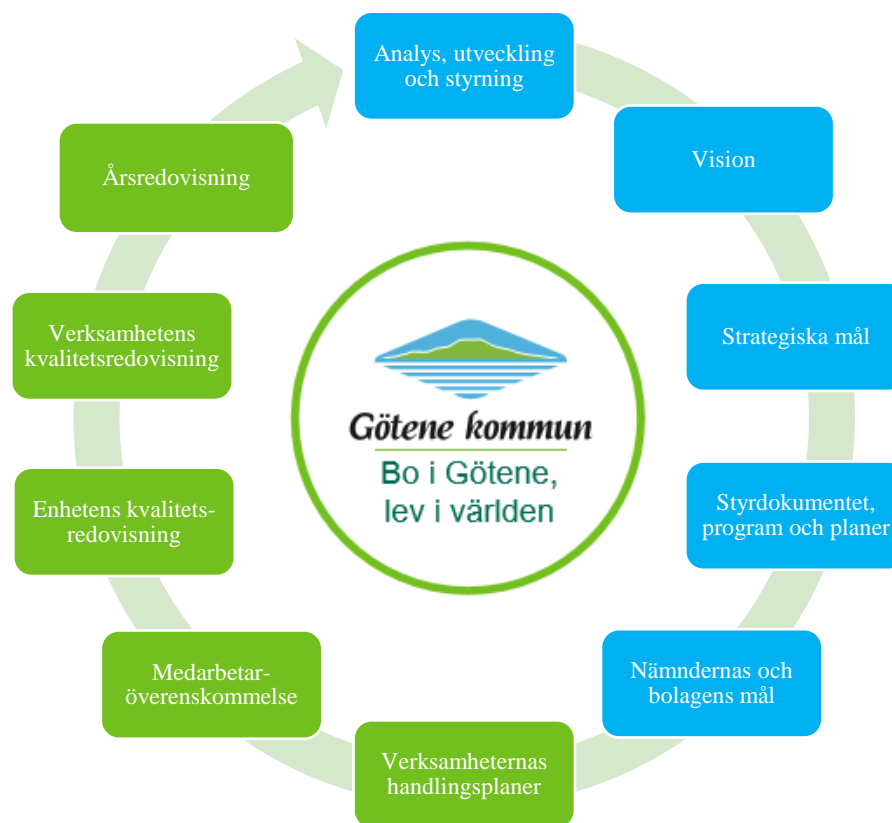 Analys, utveckling
och styrning
Vision
Strategiska mål
Styrdokumentet,
program och planer
Nämndernas och
bolagens mål
Verksamheternas
handlingsplaner
Medarbetar-
överenskommelse
Enhetens kvalitets-
redovisning
Verksamhetens
kvalitetsredovisning
Årsredovisning
Götene kommun
Bo i Götene,
lev i världen